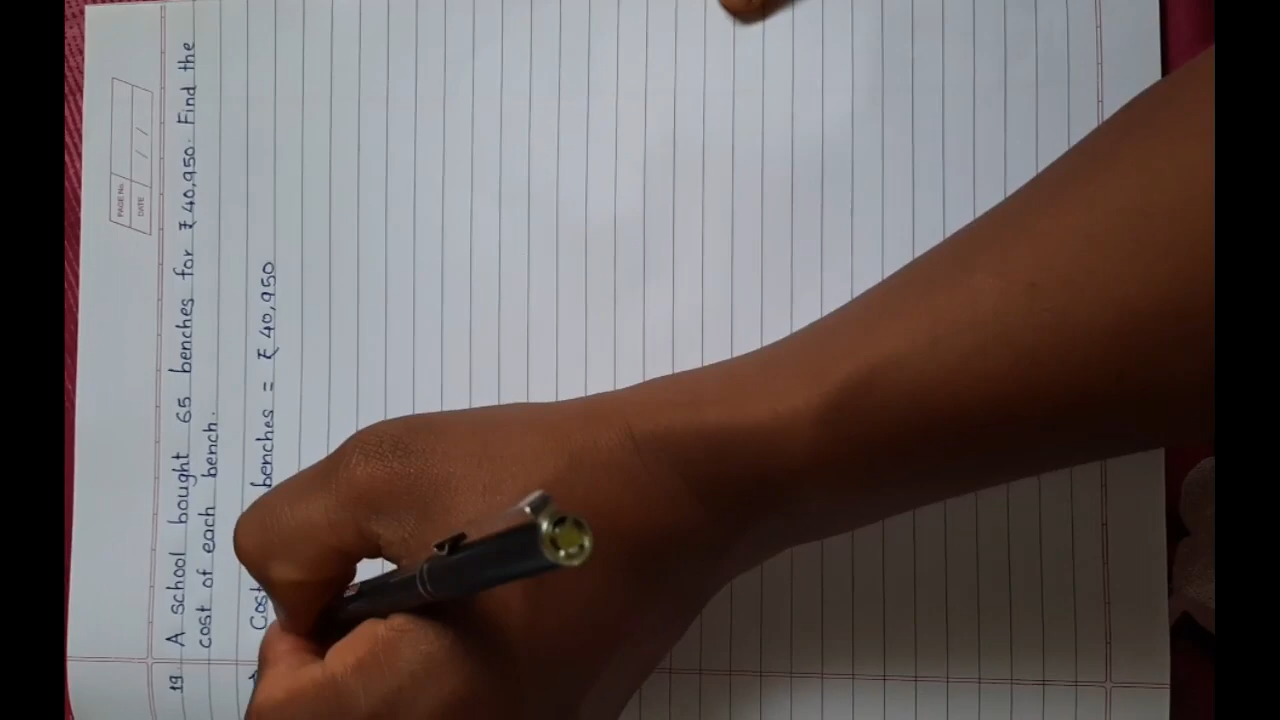 PAGE No.
DATE / /
19. A school bought 65 benches for ₹ 40,950. Find the
cost of each bench.
Cost benches = ₹ 40,950